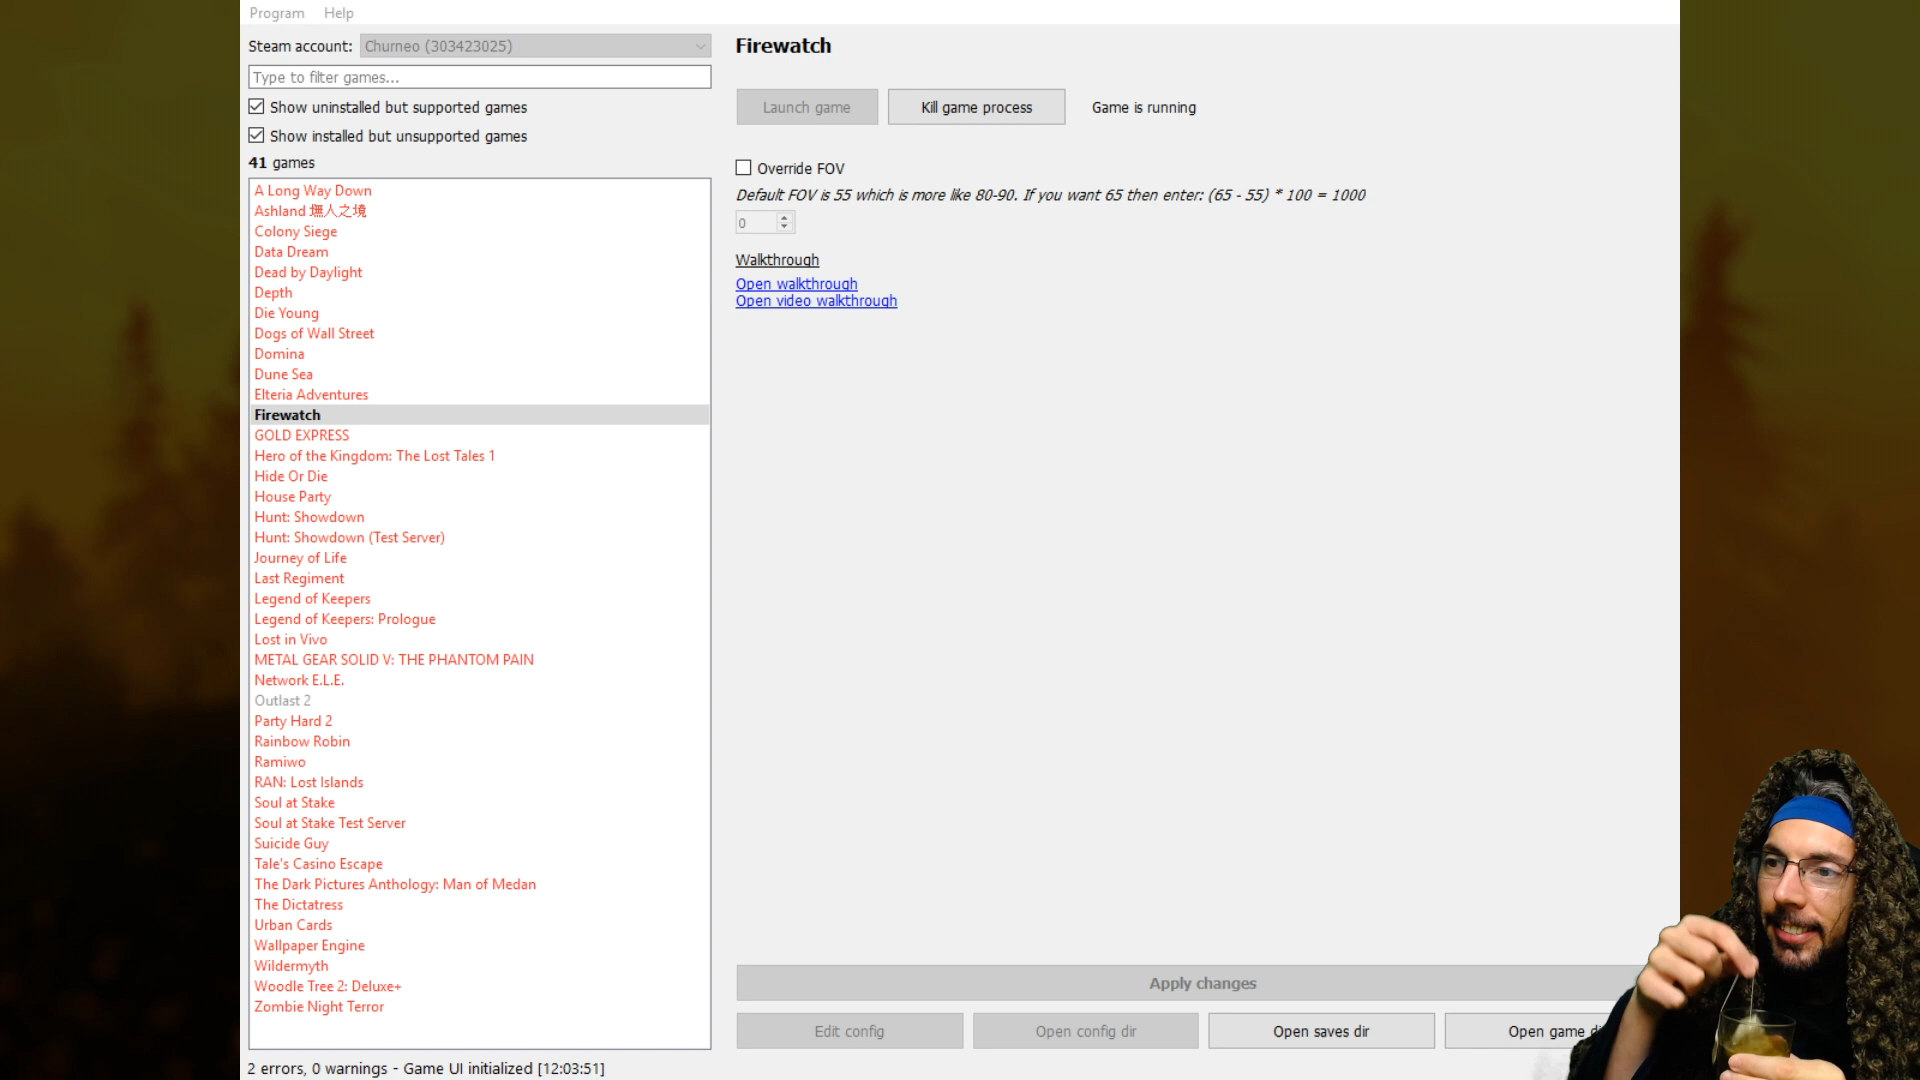 Program Help
Steam account: Churneo (303423025)
Type to filter games...
Show uninstalled but supported games
Show installed but unsupported games
41 games
A Long Way Down
Ashland 撫人之境
Colony Siege
Data Dream
Dead by Daylight
Depth
Die Young
Dogs of Wall Street
Domina
Dune Sea
Elteria Adventures
Firewatch
GOLD EXPRESS
Hero of the Kingdom: The Lost Tales 1
Hide Or Die
House Party
Hunt: Showdown
Hunt: Showdown (Test Server)
Journey of Life
Last Regiment
Legend of Keepers
Legend of Keepers: Prologue
Lost in Vivo
METAL GEAR SOLID V: THE PHANTOM PAIN
Network E.L.E.
Outlast 2
Party Hard 2
Rainbow Robin
Ramiwo
RAN: Lost Islands
Soul at Stake
Soul at Stake Test Server
Suicide Guy
Tale's Casino Escape
The Dark Pictures Anthology: Man of Medan
The Dictatress
Urban Cards
Wallpaper Engine
Wildermyth
Woodle Tree 2: Deluxe+
Zombie Night Terror
2 errors, 0 warnings - Game UI initialized [12:03:51]
Firewatch
Launch game Kill game process Game is running
Override FOV
Default FOV is 55 which is more like 80-90. If you want 65 then enter: (65 - 55) * 100 = 1000
0
Walkthrough
Open walkthrough
Open video walkthrough
Apply changes
Edit config Open config dir Open saves dir Open game di